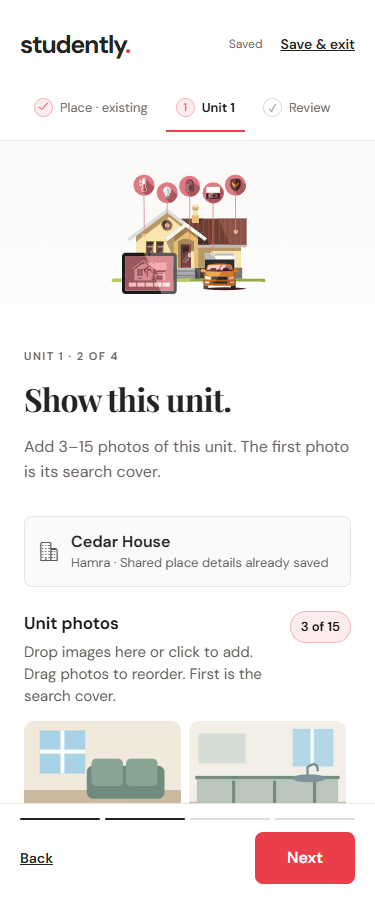 studently.
Saved
Save & exit
Place · existing
1
Unit 1
Review
UNIT 1 · 2 OF 4
Show this unit.
Add 3–15 photos of this unit. The first photo
is its search cover.
Cedar House
Hamra · Shared place details already saved
Unit photos
3 of 15
Drop images here or click to add.
Drag photos to reorder. First is the
search cover.
Back
Next